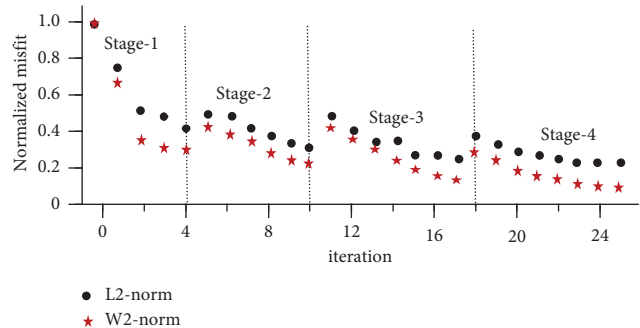 Normalized misfit
1.0
0.8
0.6
0.4
0.2
0
Stage-1
Stage-2
Stage-3
Stage-4
0 4 8 12 16 20 24
iteration
L2-norm
W2-norm